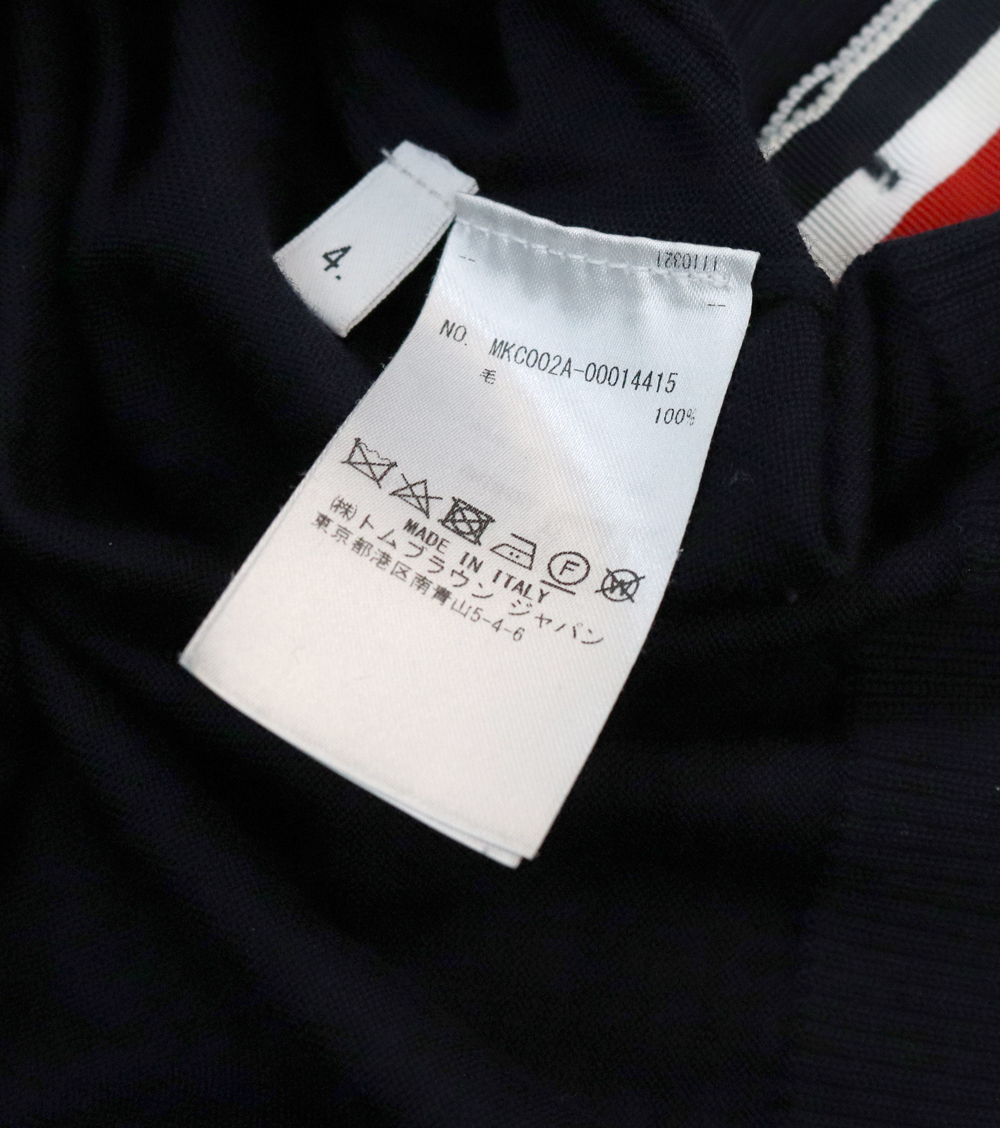 4.
1110321
NO. MKC002A-00014415
毛
100%
F
W
MADE IN ITALY
(株)トムブラウン ジャパン
東京都港区南青山5-4-6